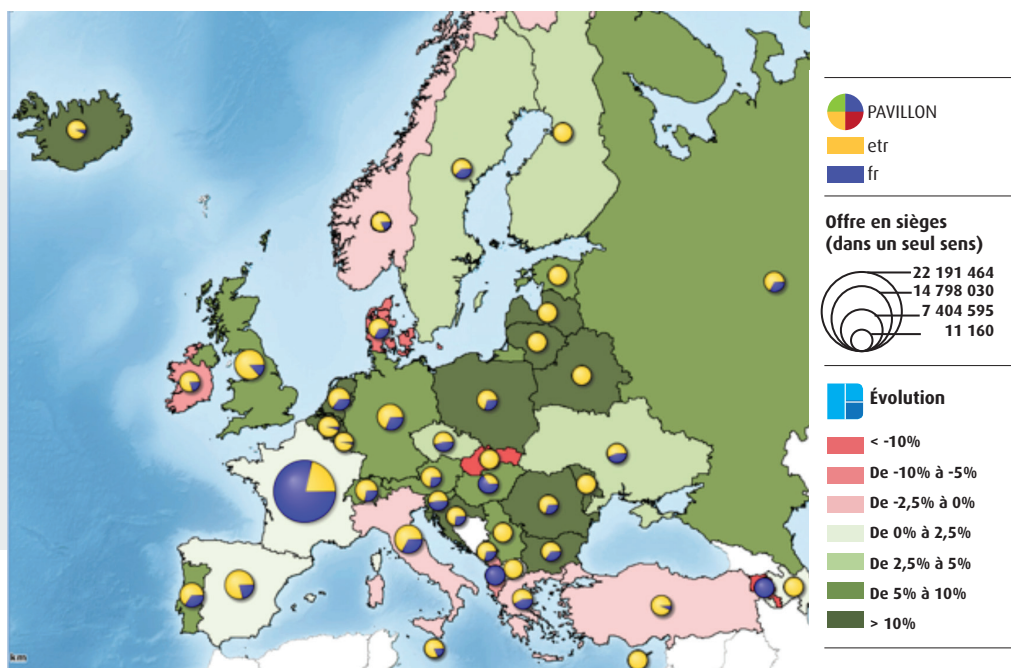 PAVILLON
etr
fr
Offre en sièges
(dans un seul sens)
22 191 464
14 798 030
7 404 595
11 160
Évolution
< -10%
De -10% à -5%
De -2,5% à 0%
De 0% à 2,5%
De 2,5% à 5%
De 5% à 10%
> 10%
km